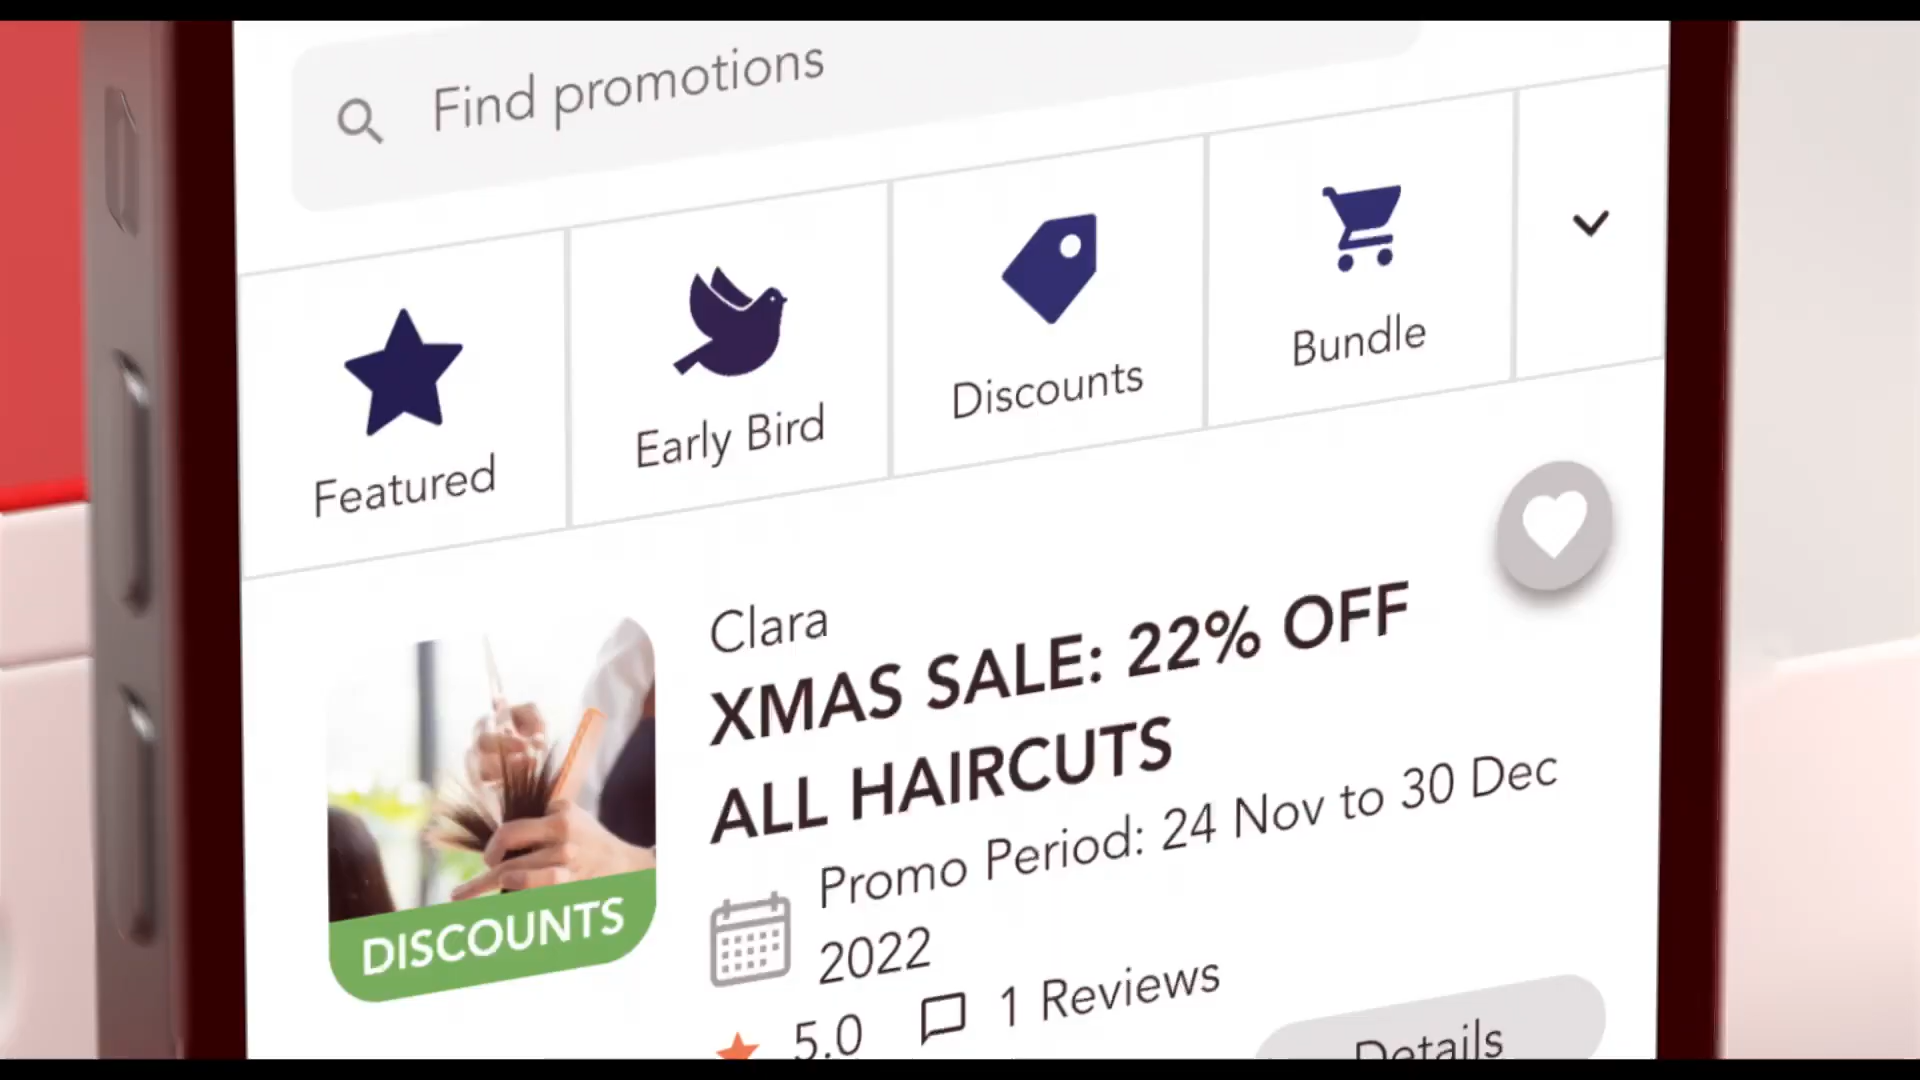 Find promotions
Featured
Early Bird
Discounts
Bundle
Clara
XMAS SALE: 22% OFF
ALL HAIRCUTS
Promo Period: 24 Nov to 30 Dec
2022
5.0
1 Reviews
DISCOUNTS
Details